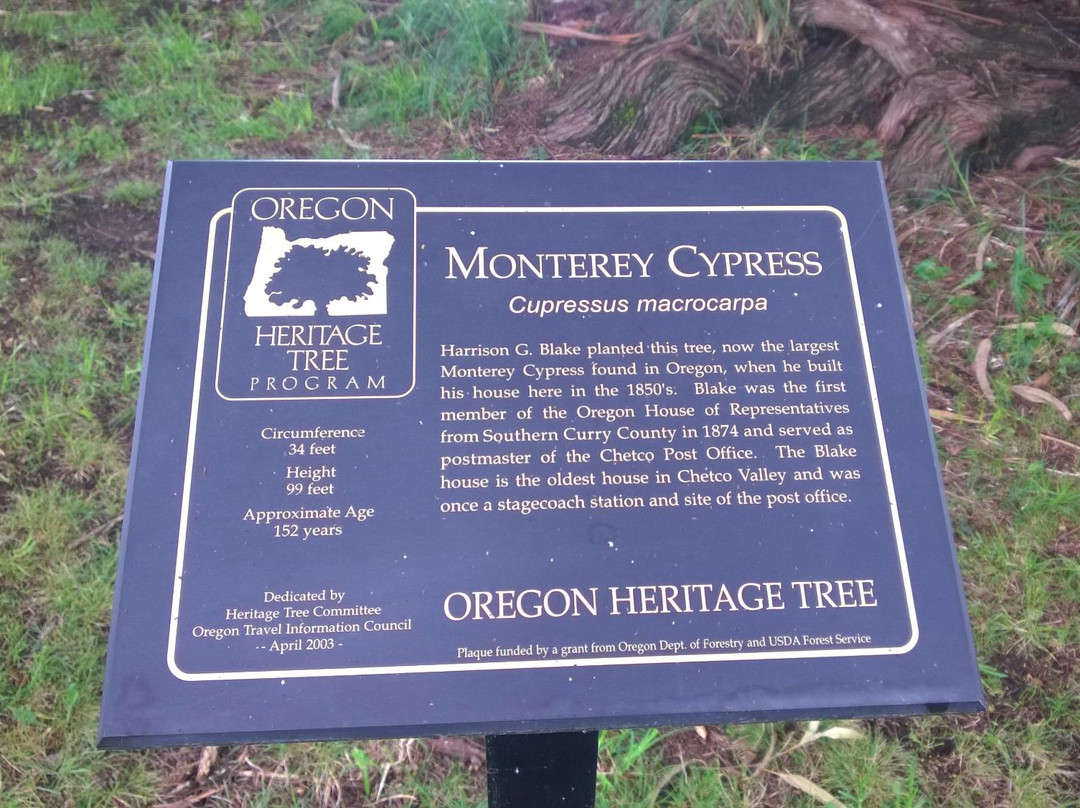 OREGON
HERITAGE
TREE
PROGRAM
Circumference
34 feet
Height
99 feet
Approximate Age
152 years
Dedicated by
Heritage Tree Committee
Oregon Travel Information Council
-- April 2003 -
MONTEREY CYPRESS
Cupressus macrocarpa
Harrison G. Blake planted this tree, now the largest
Monterey Cypress found in Oregon, when he built
his house here in the 1850's. Blake was the first
member of the Oregon House of Representatives
from Southern Curry County in 1874 and served as
postmaster of the Chetco Post Office. The Blake
house is the oldest house in Chetco Valley and was
once a stagecoach station and site of the post office.
OREGON HERITAGE TREE
Plaque funded by a grant from Oregon Dept. of Forestry and USDA Forest Service